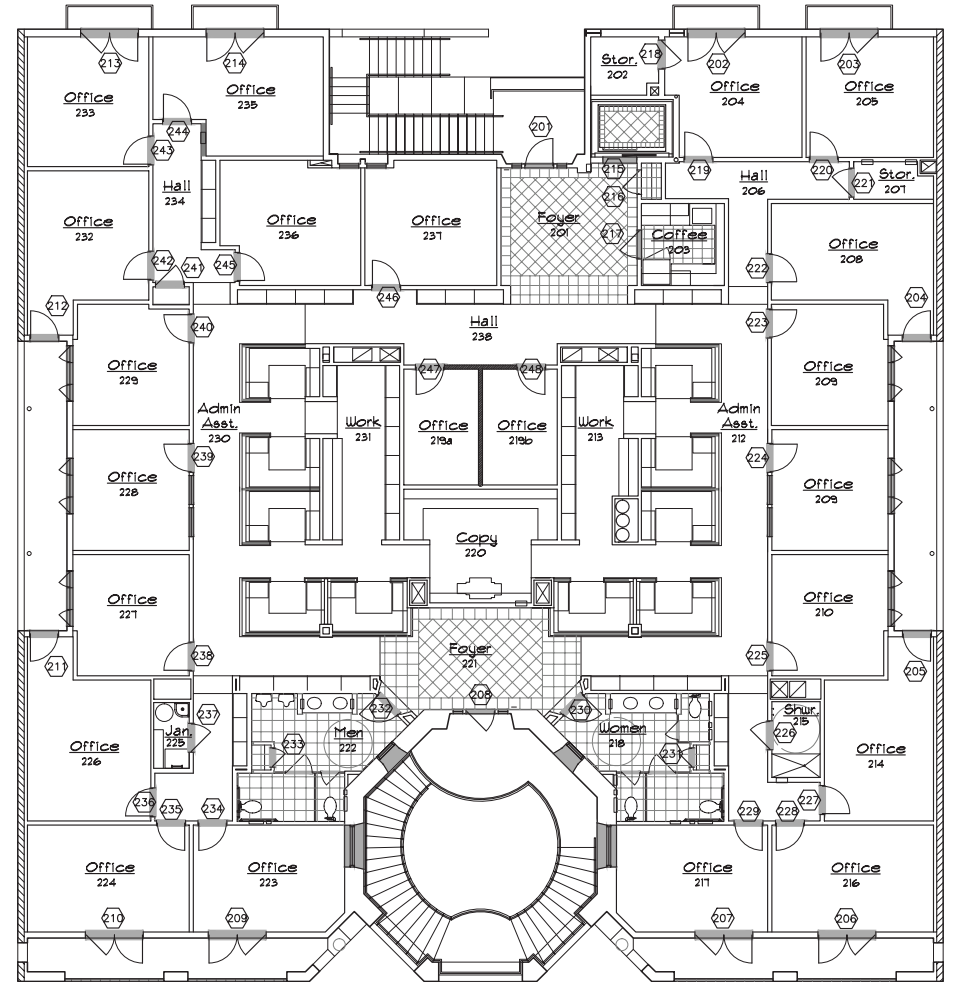 213
214
218
202
203
Stor.
202
Office
233
Office
235
Office
204
Office
205
201
244
243
219
220
215
216
Hall
234
Hall
206
221
Stor.
207
Office
232
Office
236
Office
237
Foyer
201
217
Coffee
203
Office
208
242
241
245
222
212
246
204
240
Hall
238
223
Office
229
247
248
Office
209
Admin
Asst.
230
Work
231
Office
219a
Office
219b
Work
213
Admin
Asst.
212
239
224
Office
228
Office
209
Copy
220
Office
227
Office
210
211
238
Foyer
221
225
205
208
232
230
237
Jan.
225
Men
222
Women
218
Shwr.
215
226
Office
226
233
231
Office
214
236
235
234
229
228
227
Office
224
Office
223
Office
217
Office
216
210
209
207
206